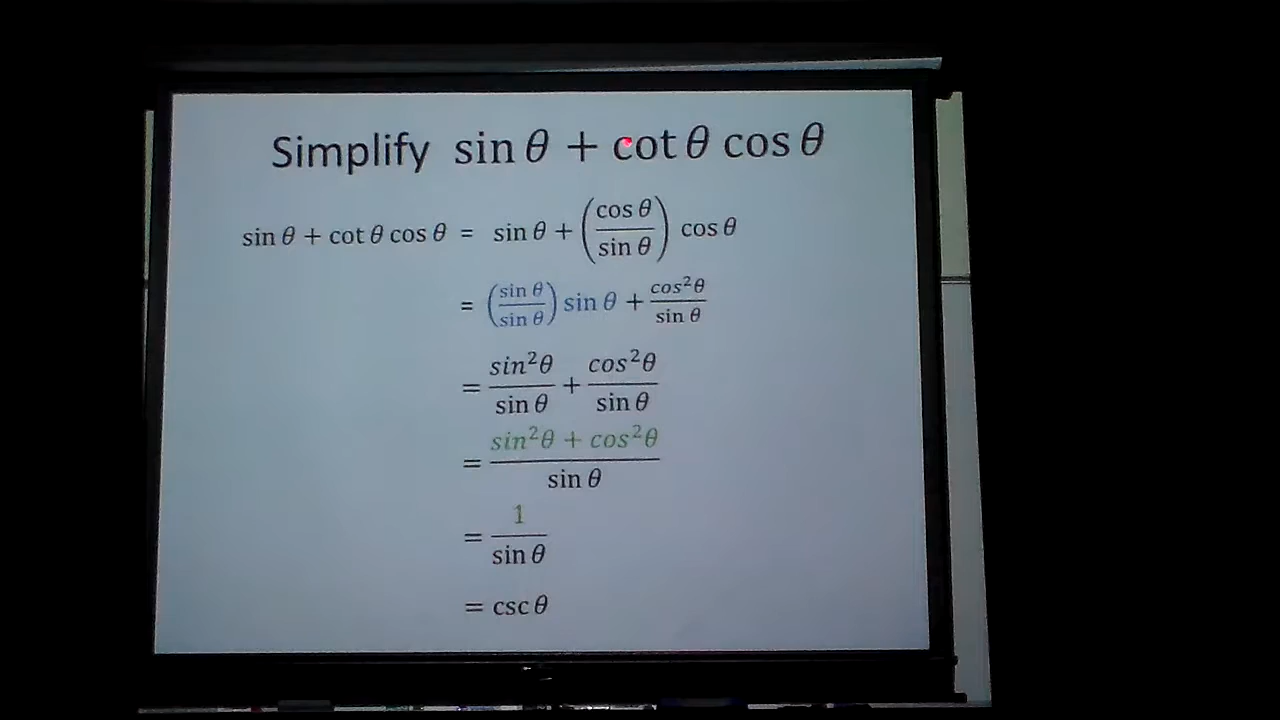 Simplify sin θ + cot θ cos θ
sin θ + cot θ cos θ = sin θ + (cos θ / sin θ) cos θ
= (sin θ / sin θ) sin θ + cos²θ / sin θ
= sin²θ / sin θ + cos²θ / sin θ
= sin²θ + cos²θ / sin θ
= 1 / sin θ
= csc θ